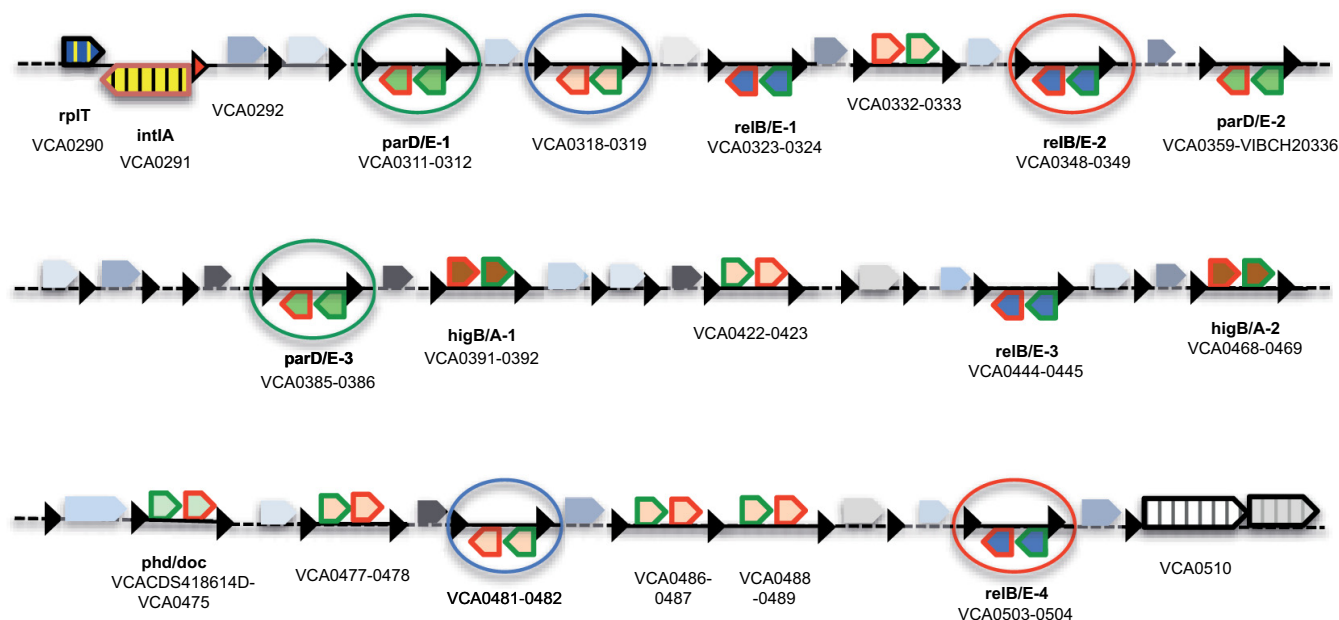 rplT
VCA0290
intIA
VCA0291
VCA0292
parD/E-1
VCA0311-0312
VCA0318-0319
relB/E-1
VCA0323-0324
VCA0332-0333
relB/E-2
VCA0348-0349
parD/E-2
VCA0359-VIBCH20336
parD/E-3
VCA0385-0386
higB/A-1
VCA0391-0392
VCA0422-0423
relB/E-3
VCA0444-0445
higB/A-2
VCA0468-0469
phd/doc
VCACDS418614D-
VCA0475
VCA0477-0478
VCA0481-0482
VCA0486-
0487
VCA0488
-0489
relB/E-4
VCA0503-0504
VCA0510